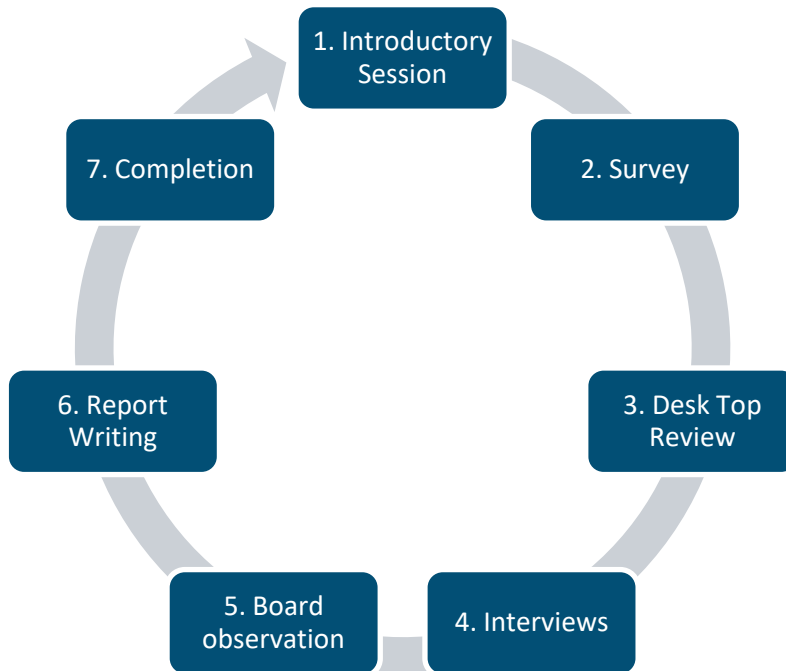 1. Introductory
Session
2. Survey
3. Desk Top
Review
4. Interviews
5. Board
observation
6. Report
Writing
7. Completion